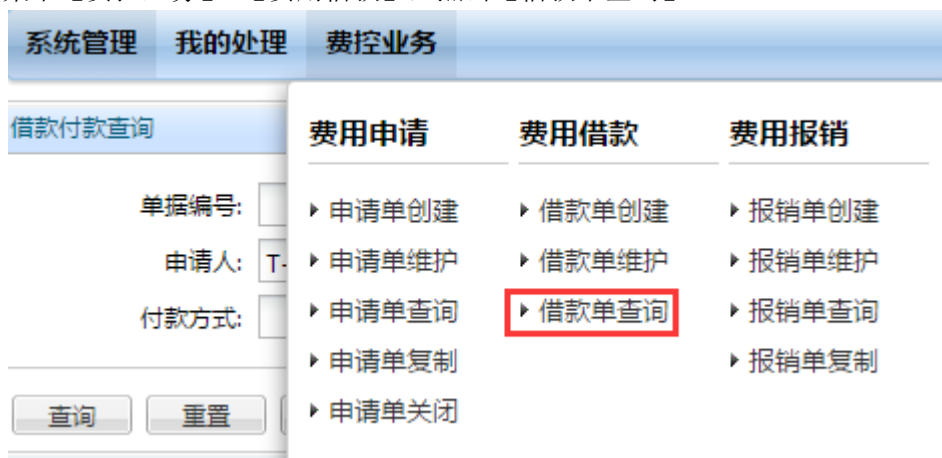 系统管理 我的处理 费控业务
借款付款查询
费用申请 费用借款 费用报销
单据编号: 申请单创建 借款单创建 报销单创建
申请人: T- 申请单维护 借款单维护 报销单维护
付款方式: 申请单查询 借款单查询 报销单查询
申请单复制 报销单复制
查询 重置 申请单关闭